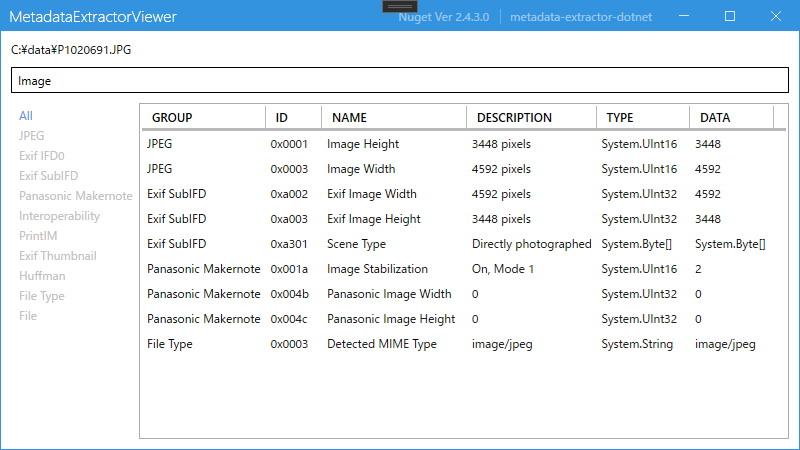 MetadataExtractorViewer Nuget Ver 2.4.3.0 metadata-extractor-dotnet
C:¥data¥P1020691.JPG
Image
All
JPEG
Exif IFD0
Exif SubIFD
Panasonic Makernote
Interoperability
PrintIM
Exif Thumbnail
Huffman
File Type
File
GROUP ID NAME DESCRIPTION TYPE DATA
JPEG 0x0001 Image Height 3448 pixels System.UInt16 3448
JPEG 0x0003 Image Width 4592 pixels System.UInt16 4592
Exif SubIFD 0xa002 Exif Image Width 4592 pixels System.UInt32 4592
Exif SubIFD 0xa003 Exif Image Height 3448 pixels System.UInt32 3448
Exif SubIFD 0xa301 Scene Type Directly photographed System.Byte[] System.Byte[]
Panasonic Makernote 0x001a Image Stabilization On, Mode 1 System.UInt16 2
Panasonic Makernote 0x004b Panasonic Image Width 0 System.UInt32 0
Panasonic Makernote 0x004c Panasonic Image Height 0 System.UInt32 0
File Type 0x0003 Detected MIME Type image/jpeg System.String image/jpeg